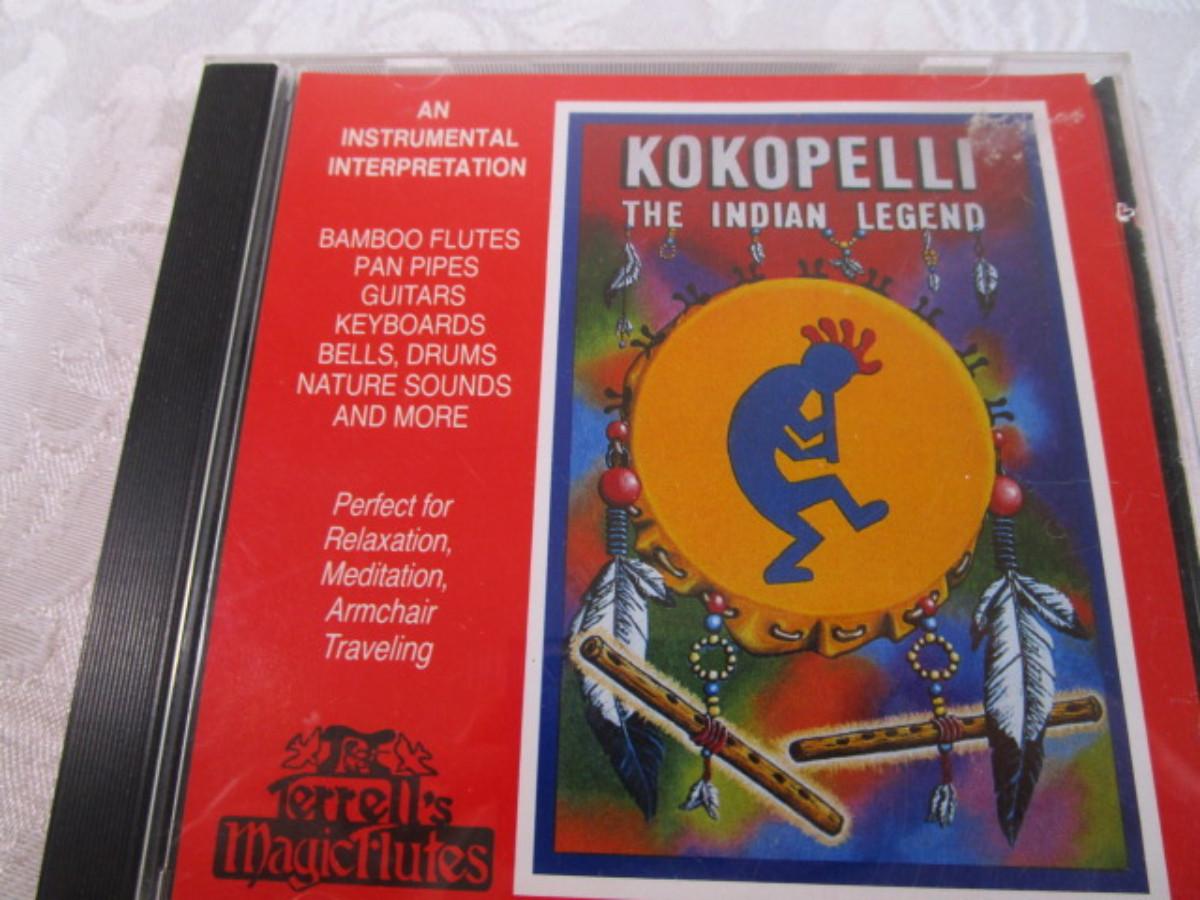 AN
INSTRUMENTAL
INTERPRETATION
BAMBOO FLUTES
PAN PIPES
GUITARS
KEYBOARDS
BELLS, DRUMS
NATURE SOUNDS
AND MORE
Perfect for
Relaxation,
Meditation,
Armchair
Traveling
Terrell's
MagicFlutes
KOKOPELLI
THE INDIAN LEGEND